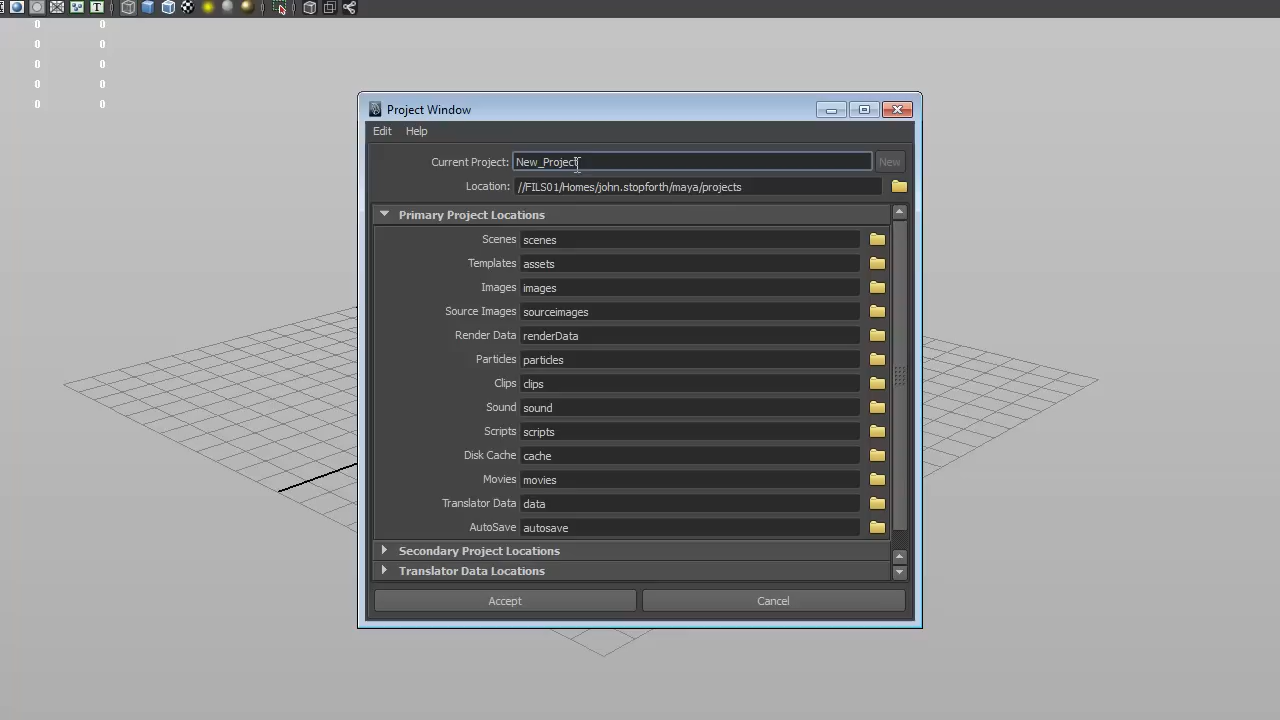 T
0 0
0 0
0 0
0 0
0 0
Project Window
Edit Help
Current Project: New_Project New
Location: //FILS01/Homes/john.stopforth/maya/projects
Primary Project Locations
Scenes scenes
Templates assets
Images images
Source Images sourceimages
Render Data renderData
Particles particles
Clips clips
Sound sound
Scripts scripts
Disk Cache cache
Movies movies
Translator Data data
AutoSave autosave
Secondary Project Locations
Translator Data Locations
Accept Cancel